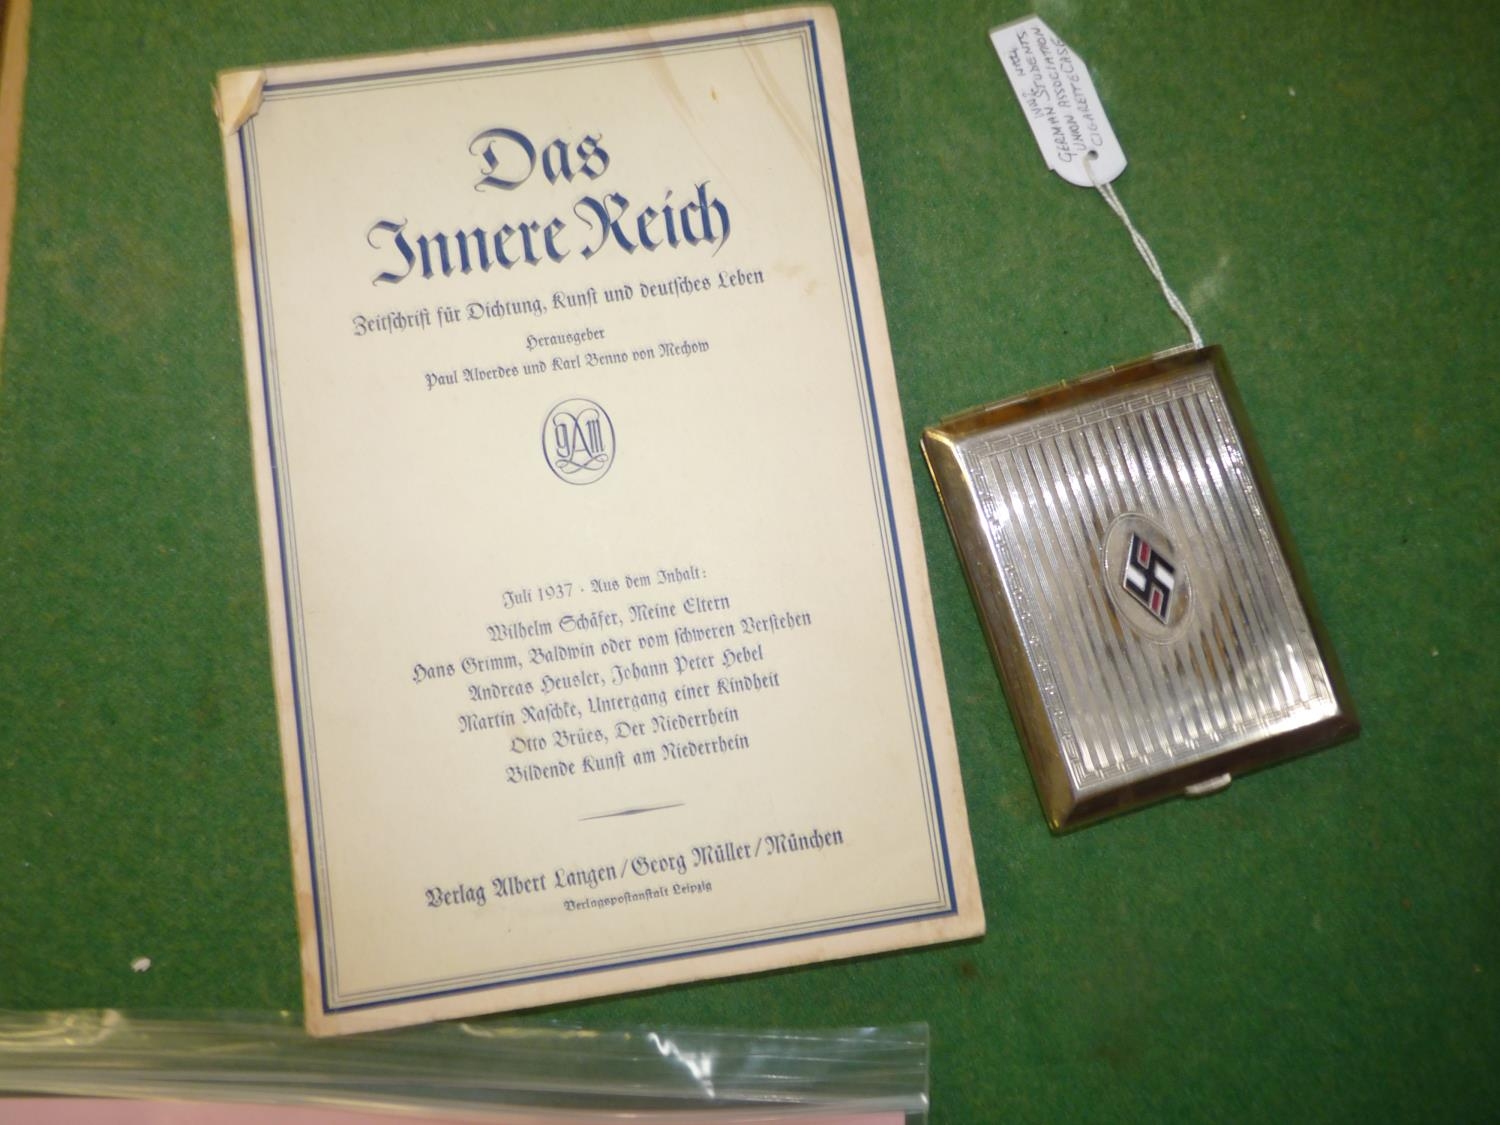 Das
Innere Reich
Zeitschrift für Dichtung, Kunst und deutsches Leben
Herausgeber
Paul Alverdes und Karl Benno von Mechow
gAm
Juli 1937 · Aus dem Inhalt:
Wilhelm Schäfer, Meine Eltern
Hans Grimm, Baldwin oder vom schweren Verstehen
Andreas Heusler, Johann Peter Hebel
Martin Raschke, Untergang einer Kindheit
Otto Brües, Der Niederrhein
Bildende Kunst am Niederrhein
Verlag Albert Langen / Georg Müller / München
Verlagspostanstalt Leipzig
GERMAN STUDENTS
UNION ASSOCIATION
CIGARETTE CASE